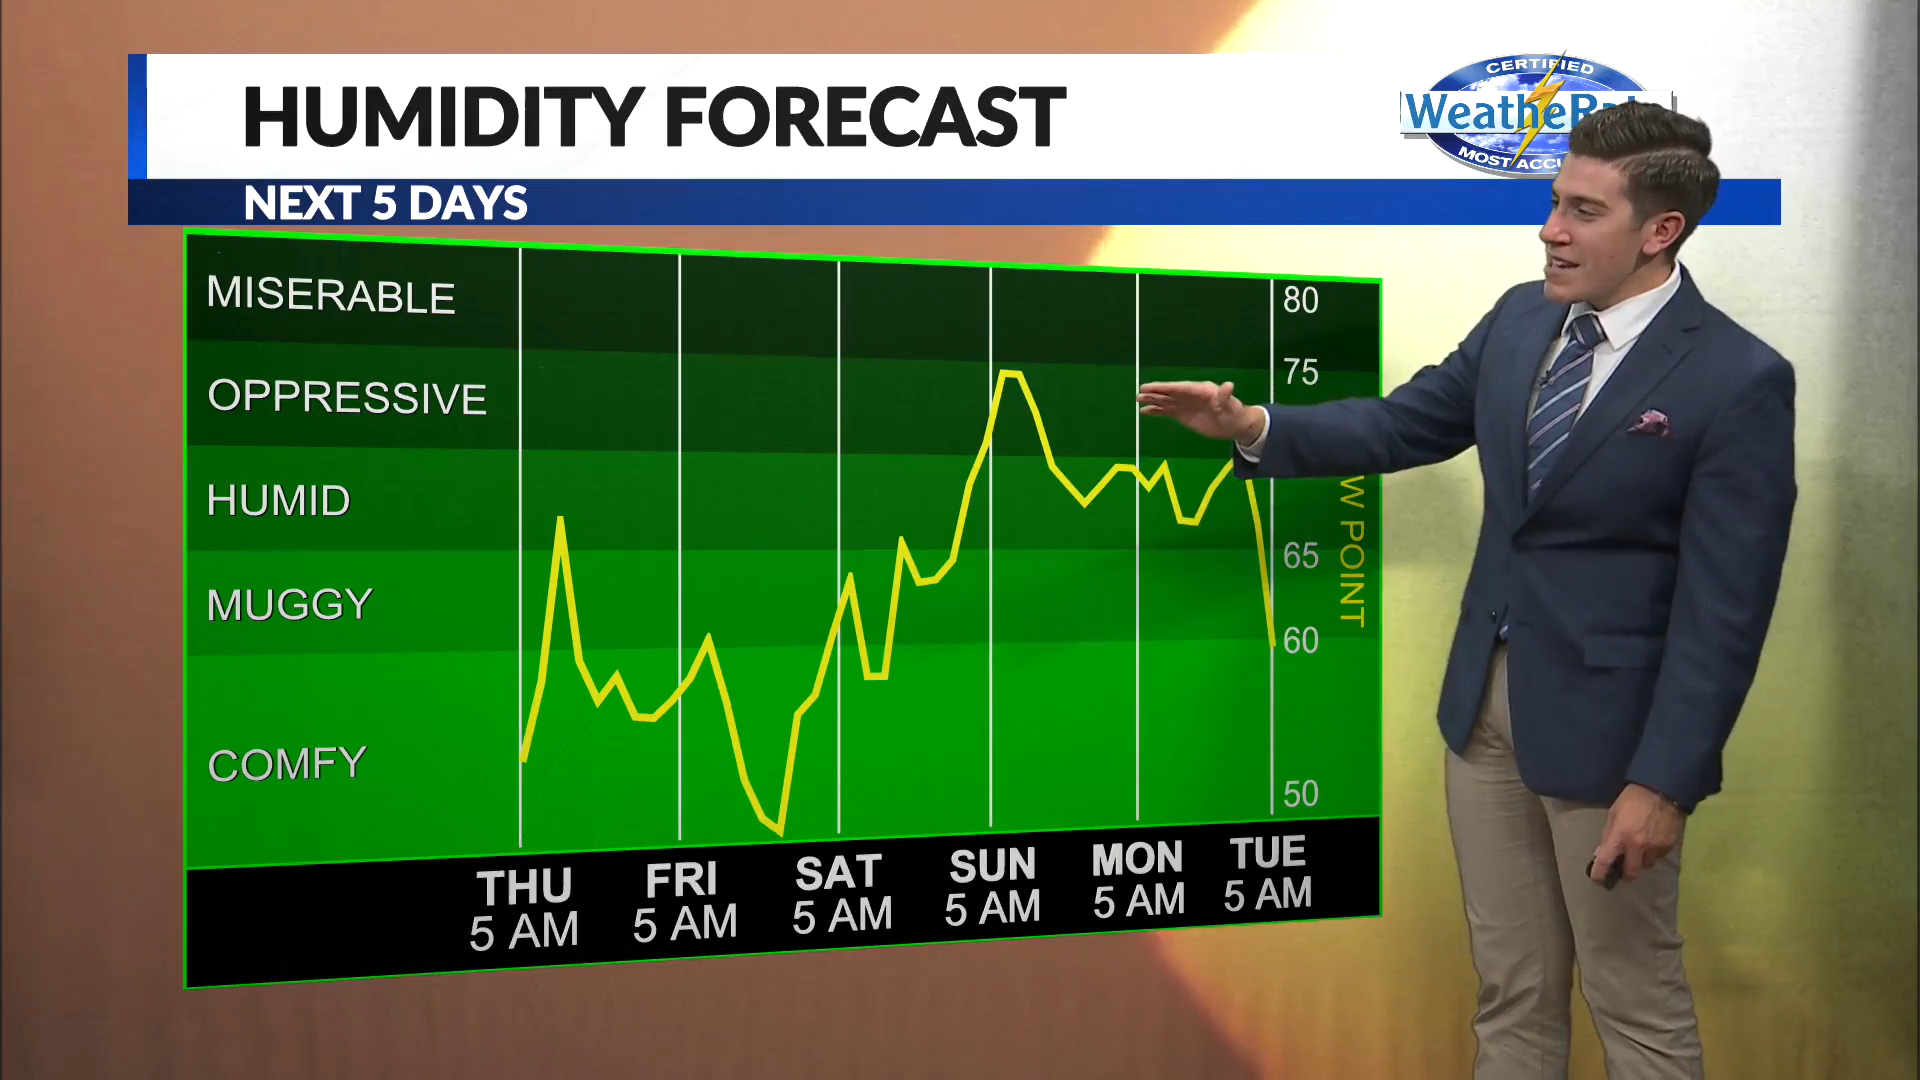 HUMIDITY FORECAST
CERTIFIED
MOST
NEXT 5 DAYS
MISERABLE
OPPRESSIVE
HUMID
MUGGY
COMFY
80
75
65
60
50
POINT
THU FRI SAT SUN MON TUE
5 AM 5 AM 5 AM 5 AM 5 AM 5 AM